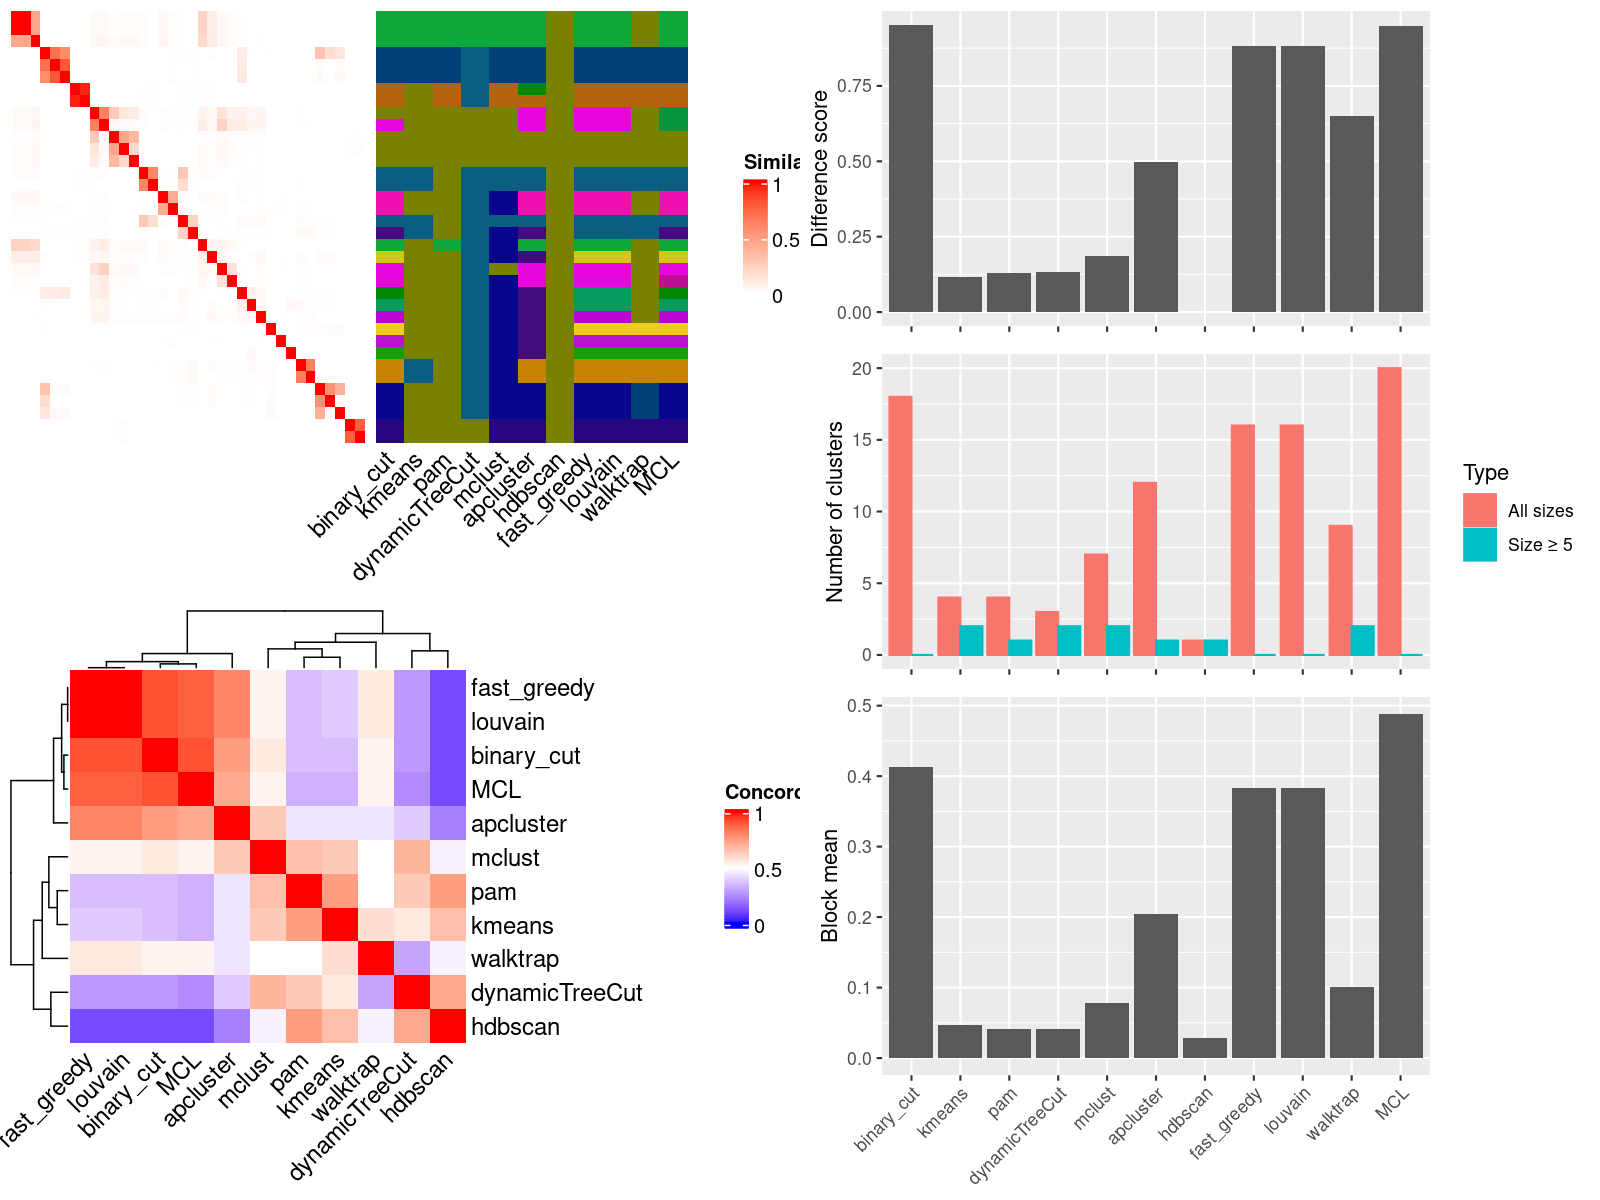 Simila
1
0.5
0
binary_cut
kmeans
pam
dynamicTreeCut
mclust
apcluster
hdbscan
fast_greedy
louvain
walktrap
MCL
fast_greedy
louvain
binary_cut
MCL
apcluster
mclust
pam
kmeans
walktrap
dynamicTreeCut
hdbscan
Concord
1
0.5
0
fast_greedy
louvain
binary_cut
MCL
apcluster
mclust
pam
kmeans
walktrap
dynamicTreeCut
hdbscan
Difference score
0.75
0.50
0.25
0.00
Number of clusters
20
15
10
5
0
Type
All sizes
Size ≥ 5
Block mean
0.5
0.4
0.3
0.2
0.1
0.0
binary_cut
kmeans
pam
dynamicTreeCut
mclust
apcluster
hdbscan
fast_greedy
louvain
walktrap
MCL